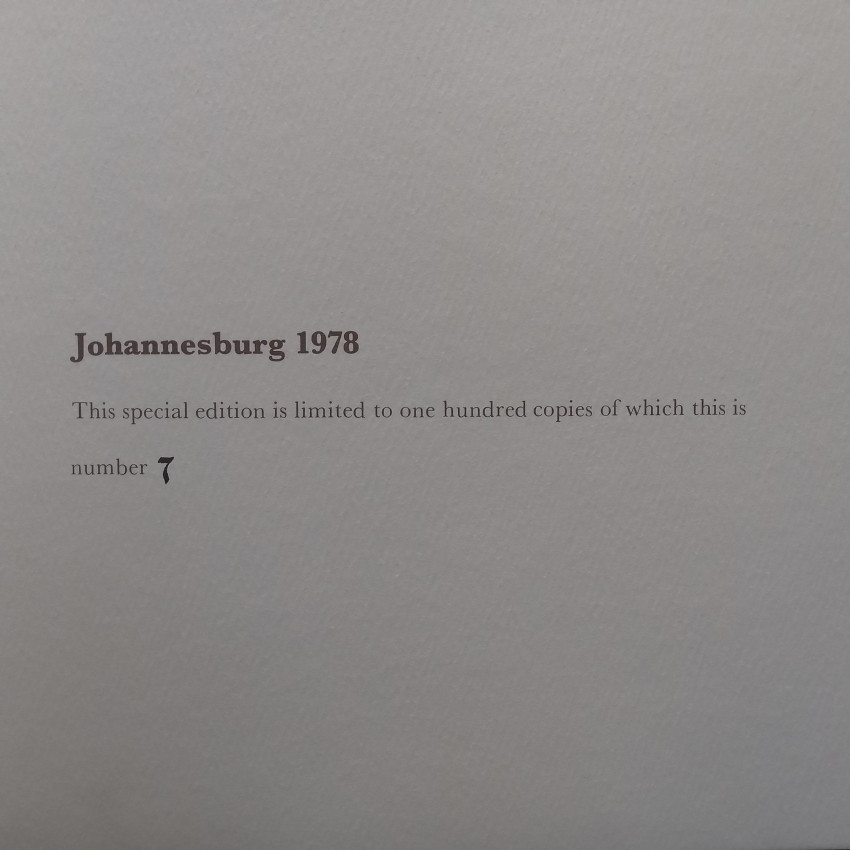 Johannesburg 1978
This special edition is limited to one hundred copies of which this is
number 7